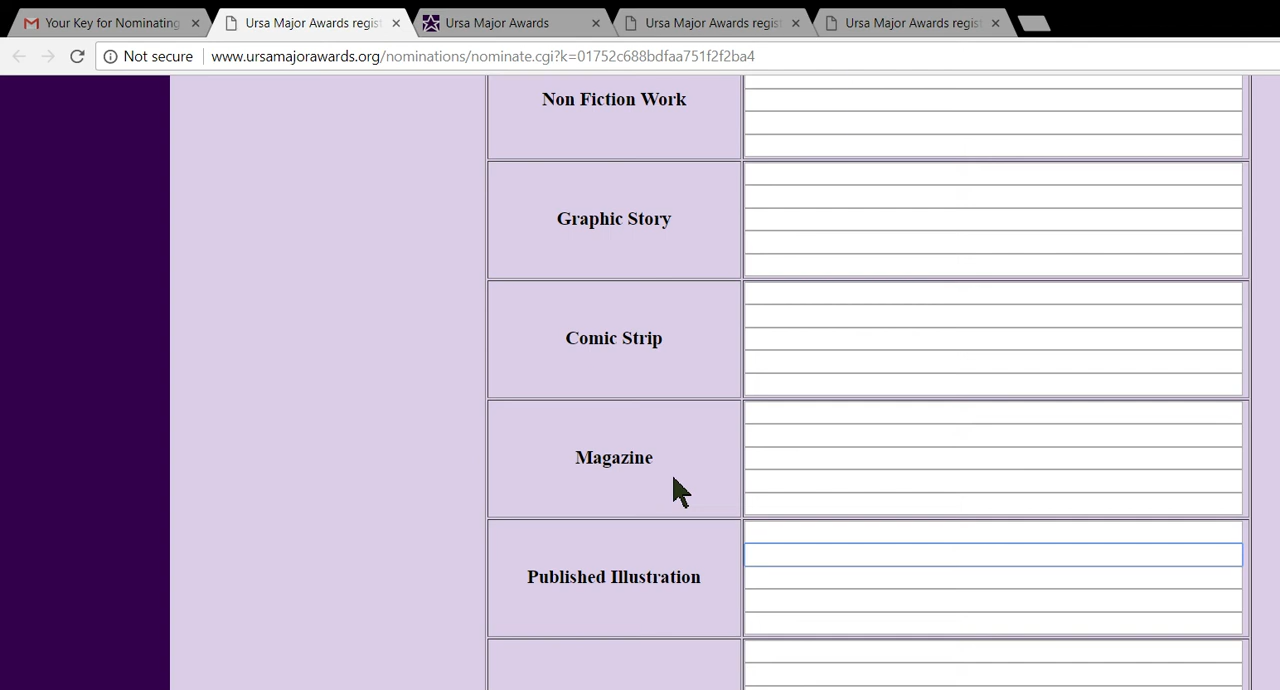 Your Key for Nominating
Ursa Major Awards regist
Ursa Major Awards
Ursa Major Awards regist
Ursa Major Awards regist
Not secure
www.ursamajorawards.org/nominations/nominate.cgi?k=01752c688bdfaa751f2f2ba4
Non Fiction Work
Graphic Story
Comic Strip
Magazine
Published Illustration